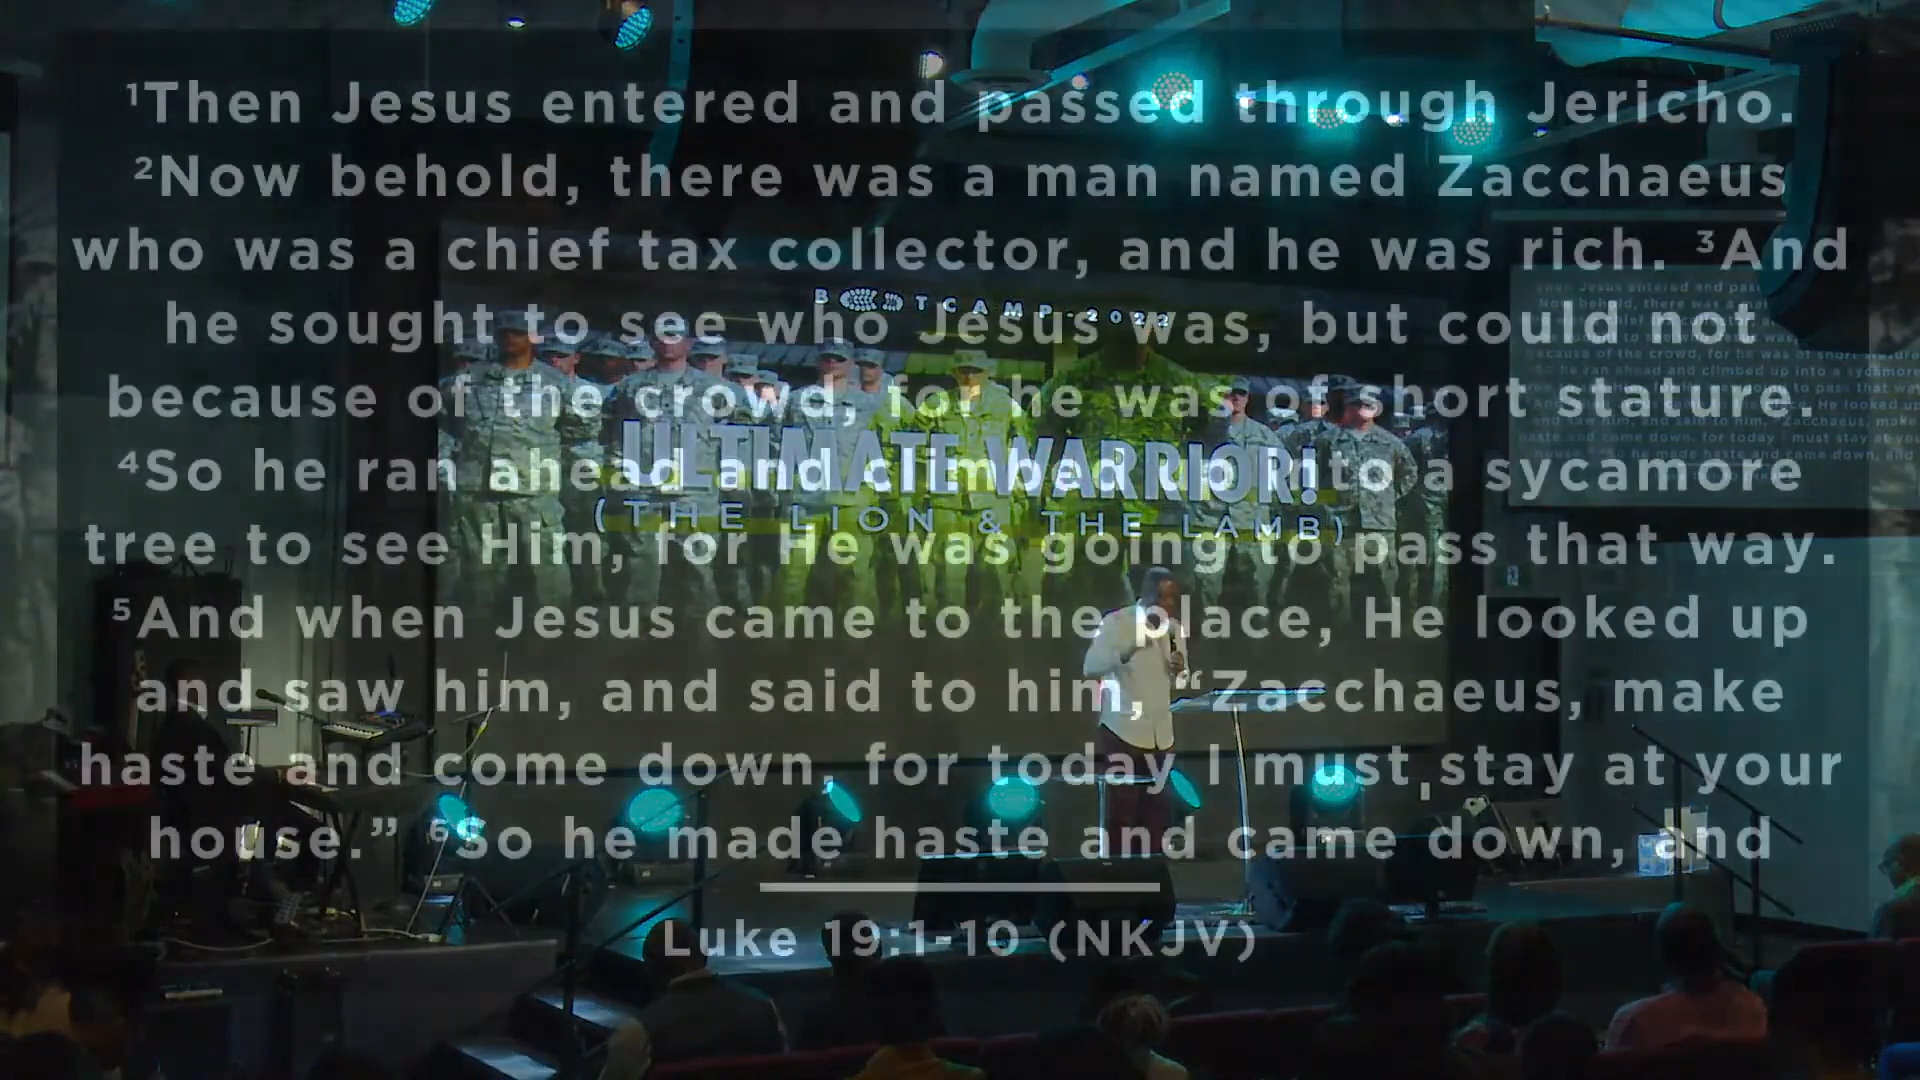 ¹Then Jesus entered and passed through Jericho.
²Now behold, there was a man named Zacchaeus
who was a chief tax collector, and he was rich. ³And
he sought to see who Jesus was, but could not
because of the crowd, for he was of short stature.
⁴So he ran ahead and climbed up into a sycamore
tree to see Him, for He was going to pass that way.
⁵And when Jesus came to the place, He looked up
and saw him, and said to him, “Zacchaeus, make
haste and come down, for today I must stay at your
house.” ⁶So he made haste and came down, and
Luke 19:1-10 (NKJV)
BOOTCAMP-2022
ULTIMATE WARRIOR!
(THE LION & THE LAMB)